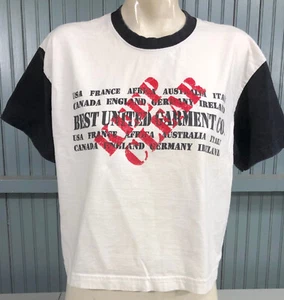 USA FRANCE AFRICA AUSTRALIA ITALY
CANADA ENGLAND GERMANY IRELAND
BEST UNITED GARMENT CO.
USA FRANCE AFRICA AUSTRALIA ITALY
CANADA ENGLAND GERMANY IRELAND